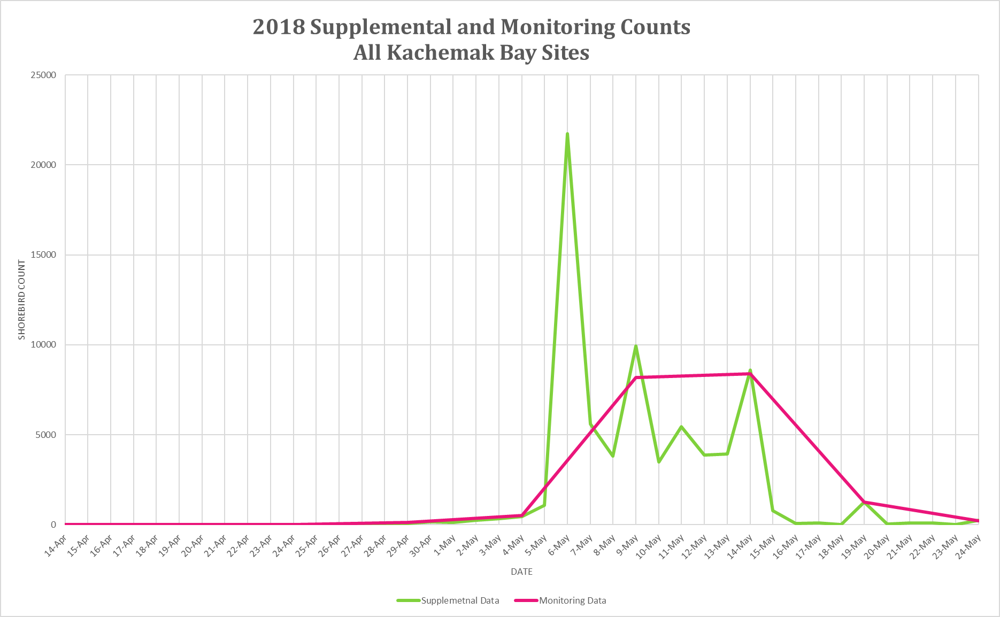 2018 Supplemental and Monitoring Counts
All Kachemak Bay Sites
25000
20000
15000
10000
5000
0
SHOREBIRD COUNT
14-Apr
15-Apr
16-Apr
17-Apr
18-Apr
19-Apr
20-Apr
21-Apr
22-Apr
23-Apr
24-Apr
25-Apr
26-Apr
27-Apr
28-Apr
29-Apr
30-Apr
1-May
2-May
3-May
4-May
5-May
6-May
7-May
8-May
9-May
10-May
11-May
12-May
13-May
14-May
15-May
16-May
17-May
18-May
19-May
20-May
21-May
22-May
23-May
24-May
DATE
Supplemetnal Data
Monitoring Data